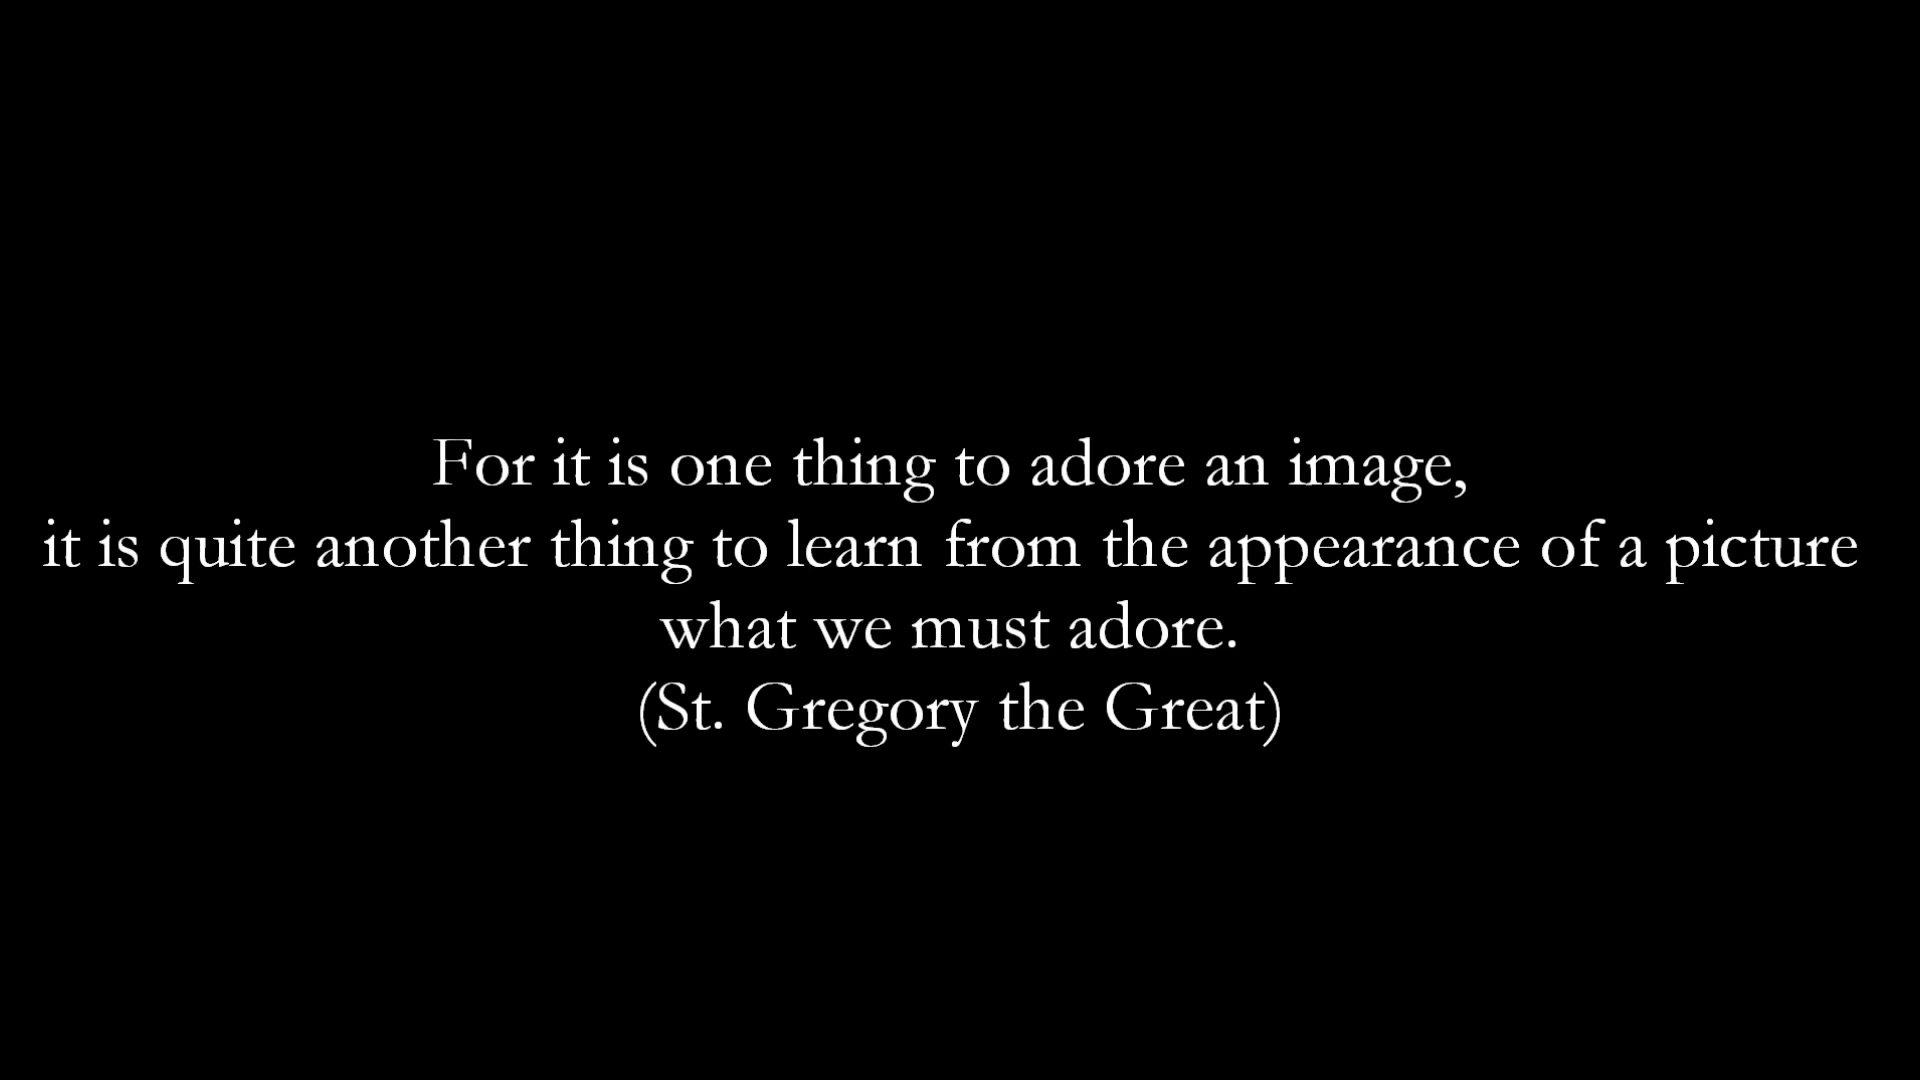 For it is one thing to adore an image,
it is quite another thing to learn from the appearance of a picture
what we must adore.
(St. Gregory the Great)